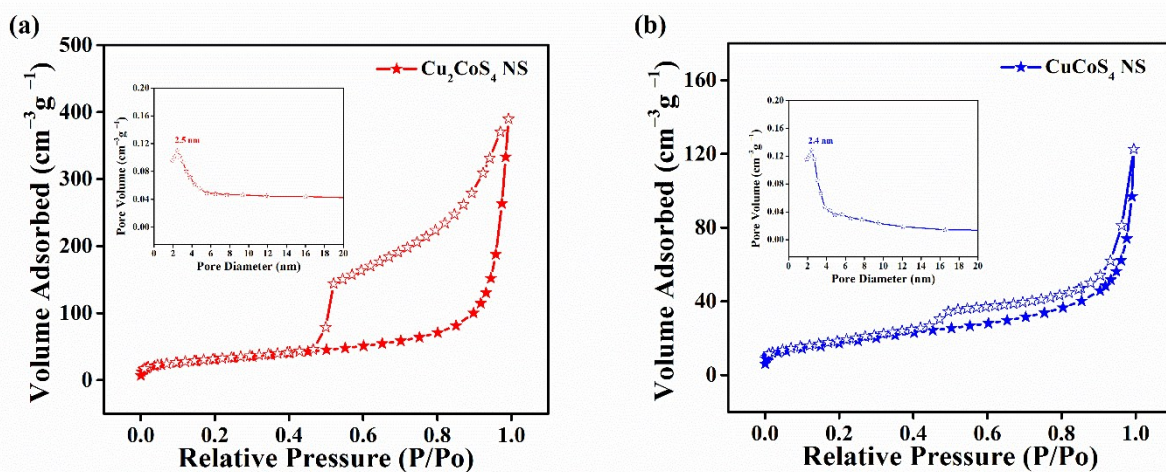 (a)
Cu₂CoS₄ NS
Volume Adsorbed (cm⁻³g⁻¹)
500
400
300
200
100
0
0.0 0.2 0.4 0.6 0.8 1.0
Relative Pressure (P/Po)
Pore Volume (cm⁻³g⁻¹)
0.20
0.16
0.12
0.08
0.04
0.00
2.5 nm
0 2 4 6 8 10 12 14 16 18 20
Pore Diameter (nm)
(b)
CuCoS₄ NS
Volume Adsorbed (cm⁻³g⁻¹)
160
120
80
40
0
0.0 0.2 0.4 0.6 0.8 1.0
Relative Pressure (P/Po)
Pore Volume (cm⁻³g⁻¹)
0.20
0.16
0.12
0.08
0.04
0.00
2.4 nm
0 2 4 6 8 10 12 14 16 18 20
Pore Diameter (nm)